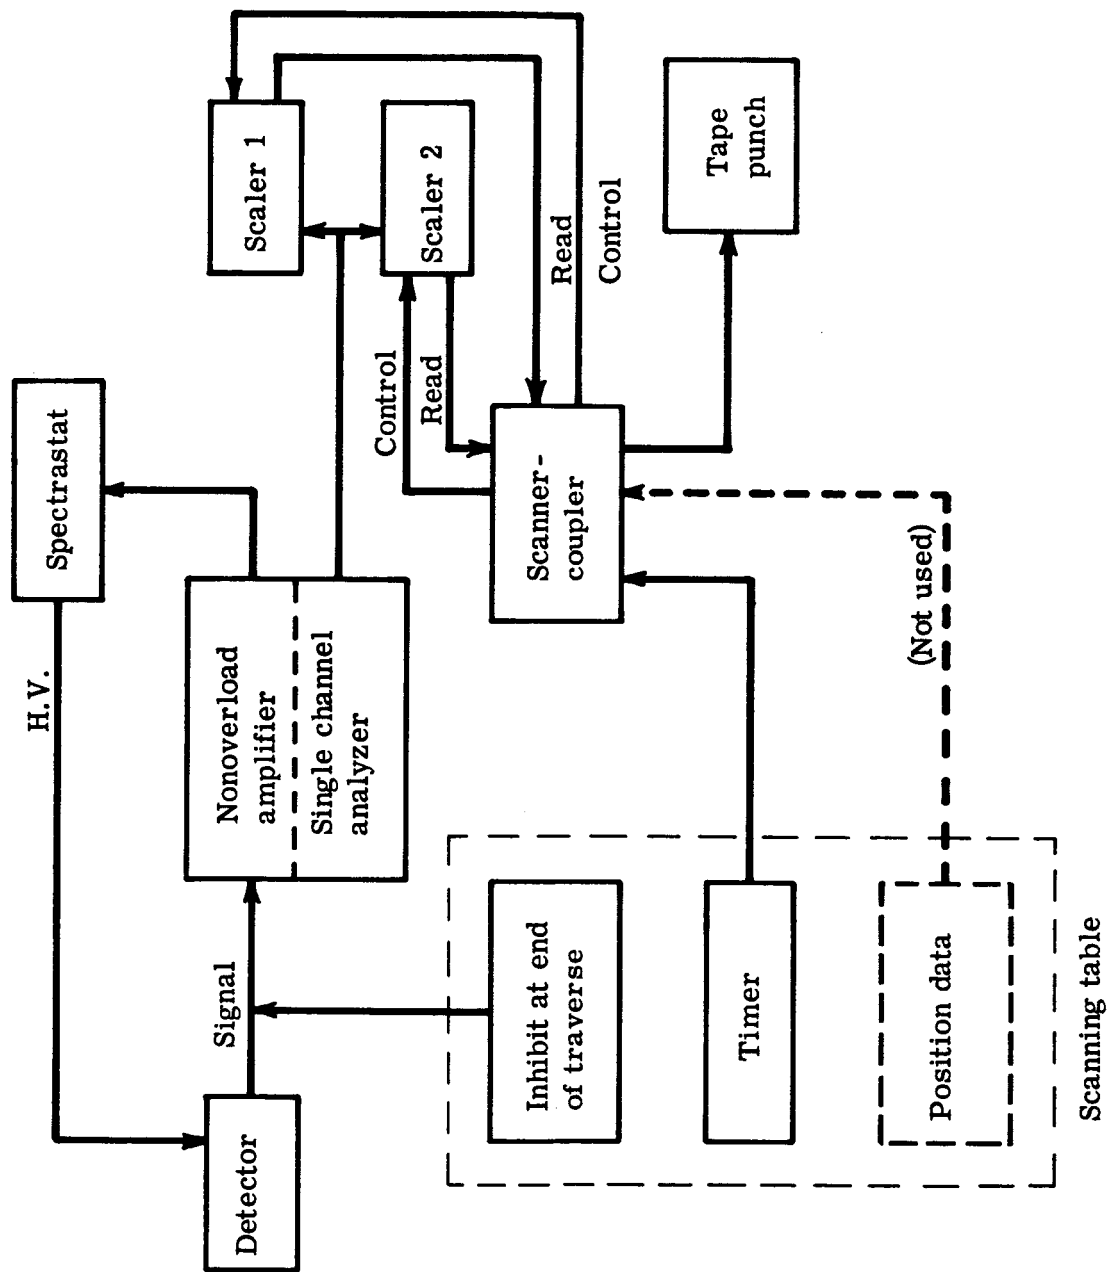 Spectrastat
H.V.
Scaler 1
Nonoverload
amplifier
Single channel
analyzer
Signal
Detector
Scaler 2
Control
Read
Read
Control
Scanner-
coupler
Tape
punch
Inhibit at end
of traverse
Timer
(Not used)
Position data
Scanning table